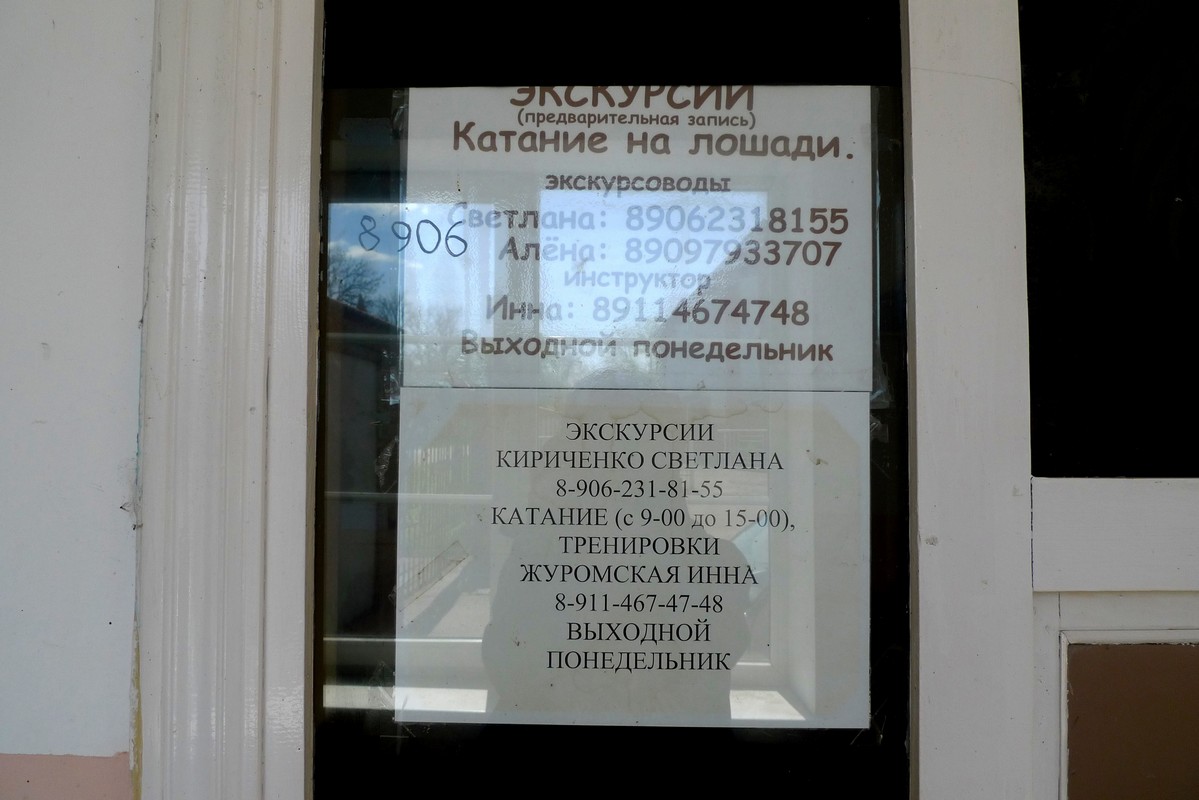 ЭКСКУРСИИ
(предварительная запись)
Катание на лошади.
экскурсоводы
Светлана: 89062318155
8906
Алёна: 89097933707
инструктор
Инна: 89114674748
Выходной понедельник
ЭКСКУРСИИ
КИРИЧЕНКО СВЕТЛАНА
8-906-231-81-55
КАТАНИЕ (с 9-00 до 15-00),
ТРЕНИРОВКИ
ЖУРОМСКАЯ ИННА
8-911-467-47-48
ВЫХОДНОЙ
ПОНЕДЕЛЬНИК